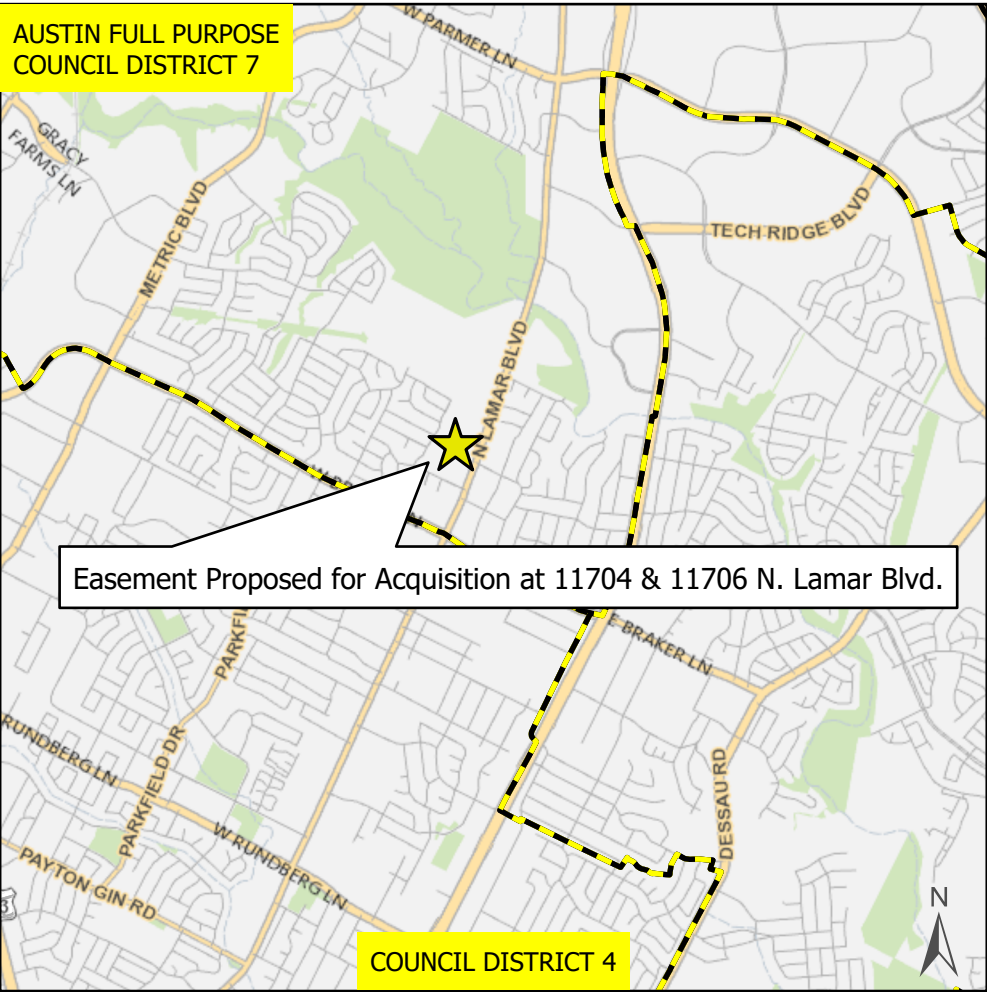 AUSTIN FULL PURPOSE
COUNCIL DISTRICT 7
W PARMER LN
GRACY
FARMS LN
METRIC BLVD
TECH RIDGE BLVD
N LAMAR BLVD
Easement Proposed for Acquisition at 11704 & 11706 N. Lamar Blvd.
E BRAKER LN
RUNDBERG LN
PARKFIELD DR
W RUNDBERG LN
DESSAU RD
PAYTON GIN RD
N
COUNCIL DISTRICT 4